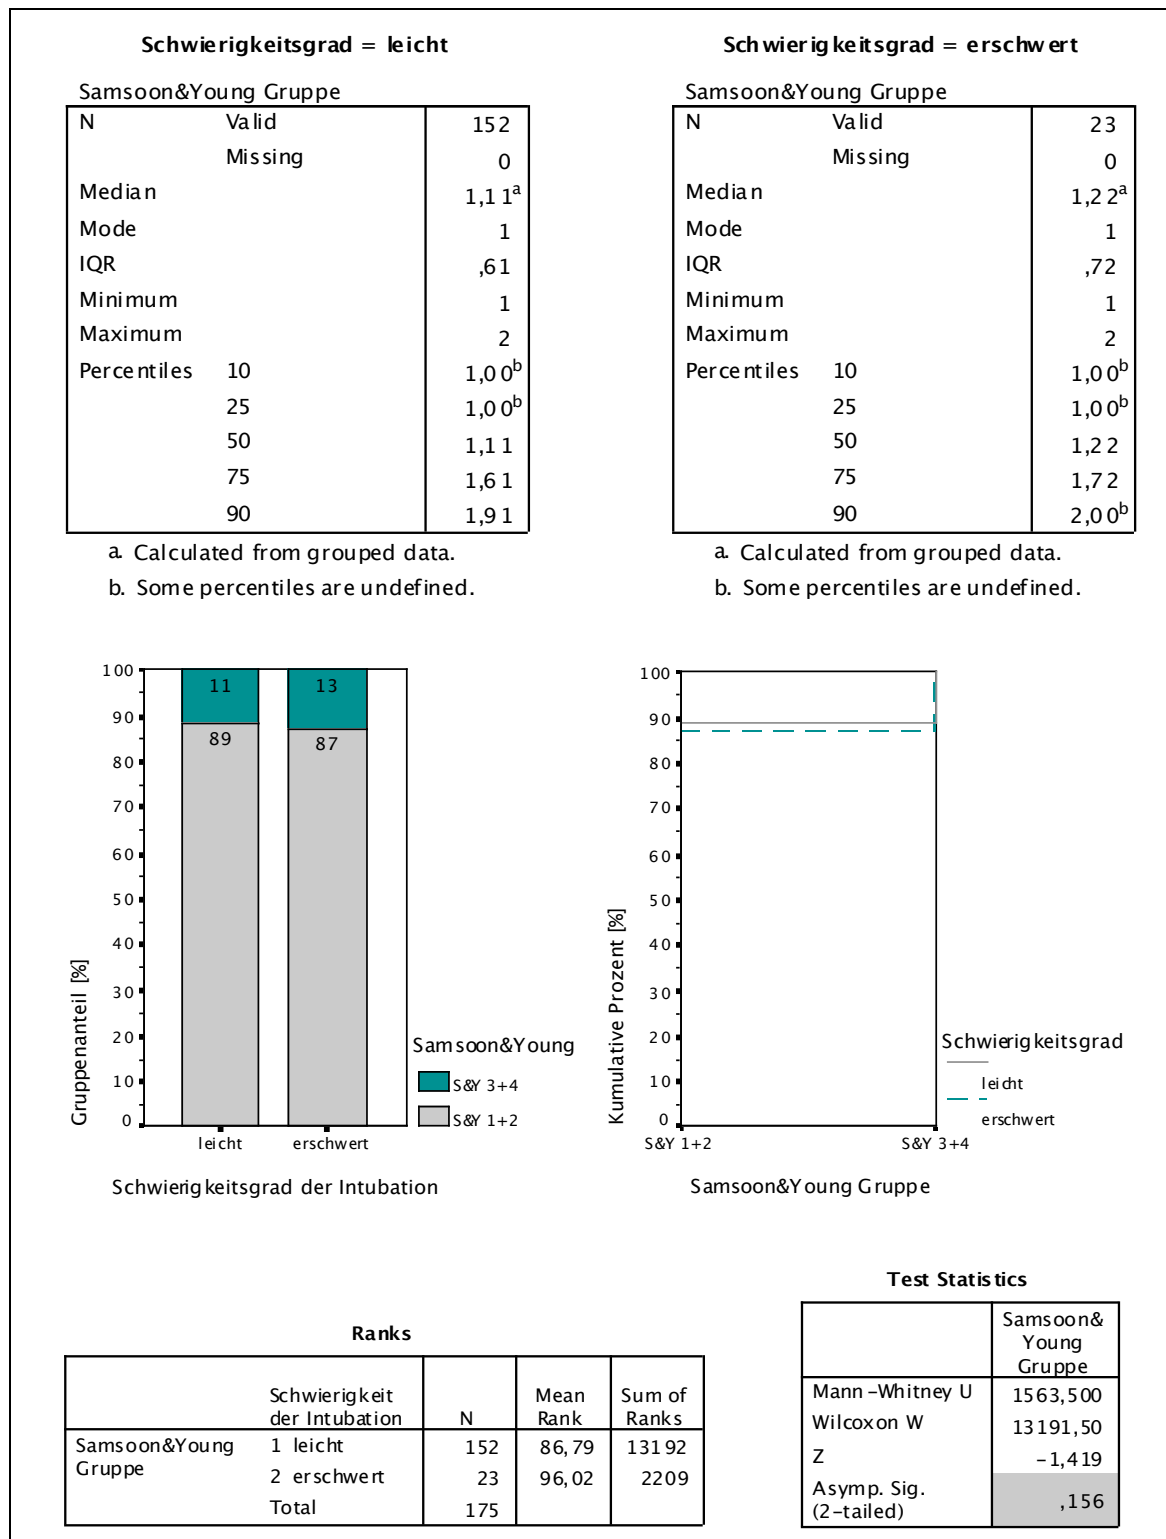 Schwierigkeitsgrad = leicht
Samsoon&Young Gruppe
N Valid 152
Missing 0
Median 1,11a
Mode 1
IQR ,61
Minimum 1
Maximum 2
Percentiles 10 1,00b
25 1,00b
50 1,11
75 1,61
90 1,91
a. Calculated from grouped data.
b. Some percentiles are undefined.
Schwierigkeitsgrad = erschwert
Samsoon&Young Gruppe
N Valid 23
Missing 0
Median 1,22a
Mode 1
IQR ,72
Minimum 1
Maximum 2
Percentiles 10 1,00b
25 1,00b
50 1,22
75 1,72
90 2,00b
a. Calculated from grouped data.
b. Some percentiles are undefined.
Gruppenanteil [%]
100
90
80
70
60
50
40
30
20
10
0
11
13
89
87
leicht
erschwert
Schwierigkeitsgrad der Intubation
Samsoon&Young
S&Y 3+4
S&Y 1+2
Kumulative Prozent [%]
100
90
80
70
60
50
40
30
20
10
0
S&Y 1+2
S&Y 3+4
Samsoon&Young Gruppe
Schwierigkeitsgrad
leicht
erschwert
Ranks
Schwierigkeit
der Intubation N Mean
Rank Sum of
Ranks
Samsoon&Young
Gruppe 1 leicht 152 86,79 13192
2 erschwert 23 96,02 2209
Total 175
Test Statistics
Samsoon&
Young
Gruppe
Mann-Whitney U 1563,500
Wilcoxon W 13191,50
Z -1,419
Asymp. Sig.
(2-tailed) ,156